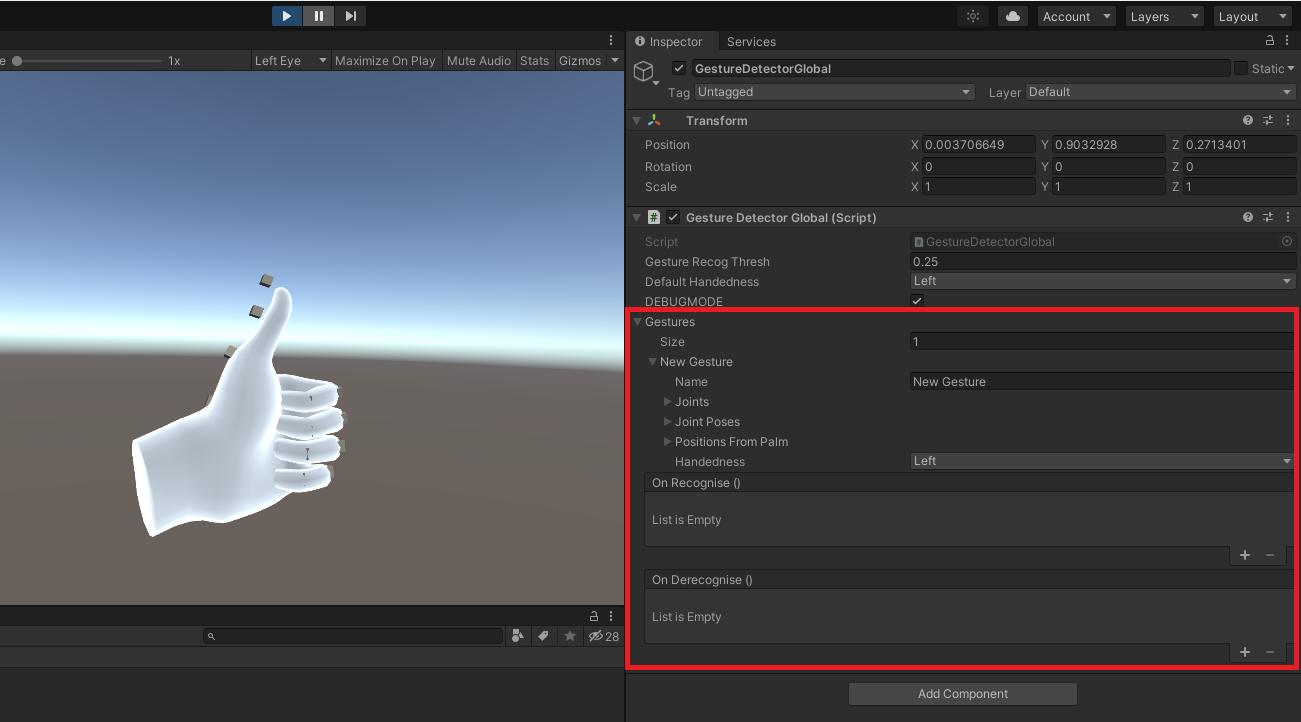 Account
Layers
Layout
e
1x
Left Eye
Maximize On Play
Mute Audio
Stats
Gizmos
28
Inspector
Services
GestureDetectorGlobal
Static
Tag Untagged
Layer Default
Transform
Position X 0.003706649 Y 0.9032928 Z 0.2713401
Rotation X 0 Y 0 Z 0
Scale X 1 Y 1 Z 1
# Gesture Detector Global (Script)
Script # GestureDetectorGlobal
Gesture Recog Thresh 0.25
Default Handedness Left
DEBUGMODE
Gestures
Size 1
New Gesture
Name New Gesture
Joints
Joint Poses
Positions From Palm
Handedness Left
On Recognise ()
List is Empty
+ −
On Derecognise ()
List is Empty
+ −
Add Component